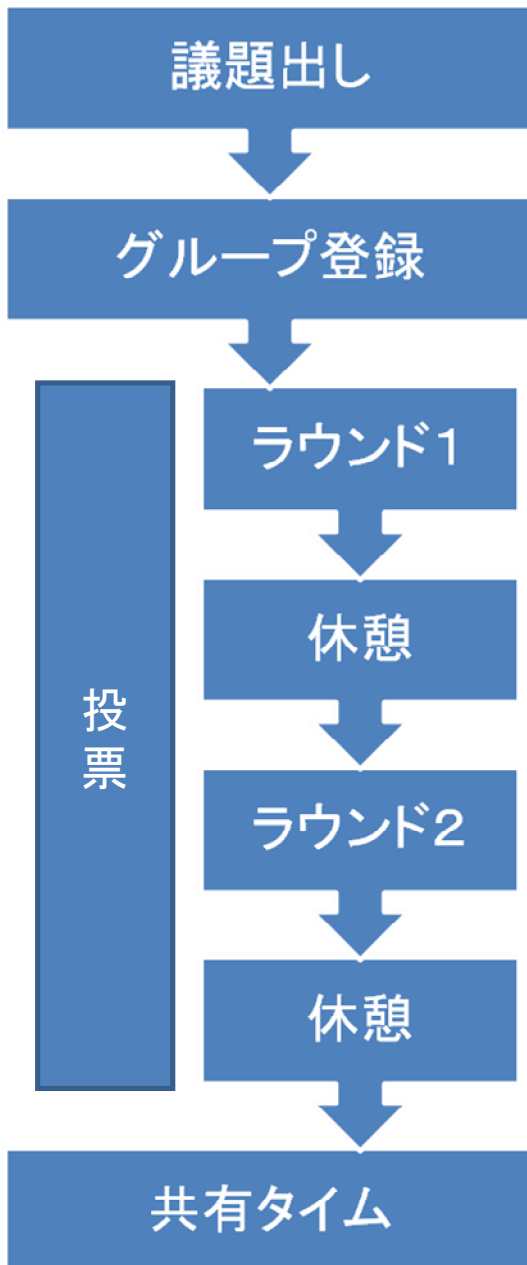 議題出し
グループ登録
投票
ラウンド１
休憩
ラウンド２
休憩
共有タイム